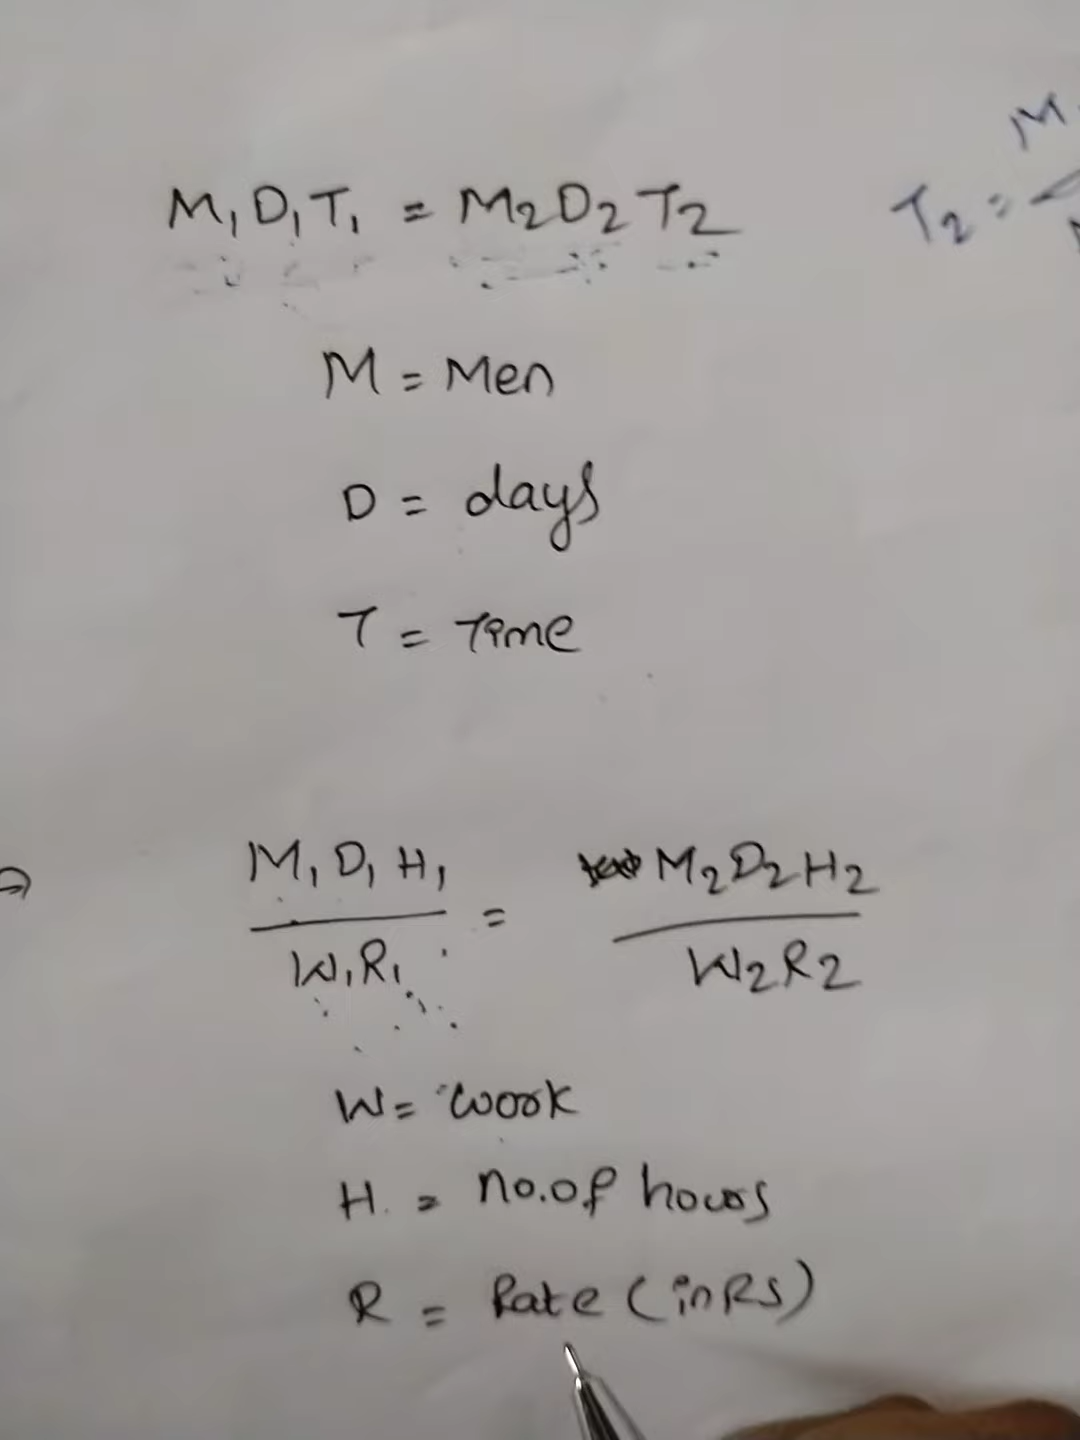 M₁D₁T₁ = M₂D₂T₂
T₂ =
M
M = Men
D = days
T = Time
M₁D₁H₁ / W₁R₁ = M₂D₂H₂ / W₂R₂
W = work
H = no.of hours
R = Rate (in RS)